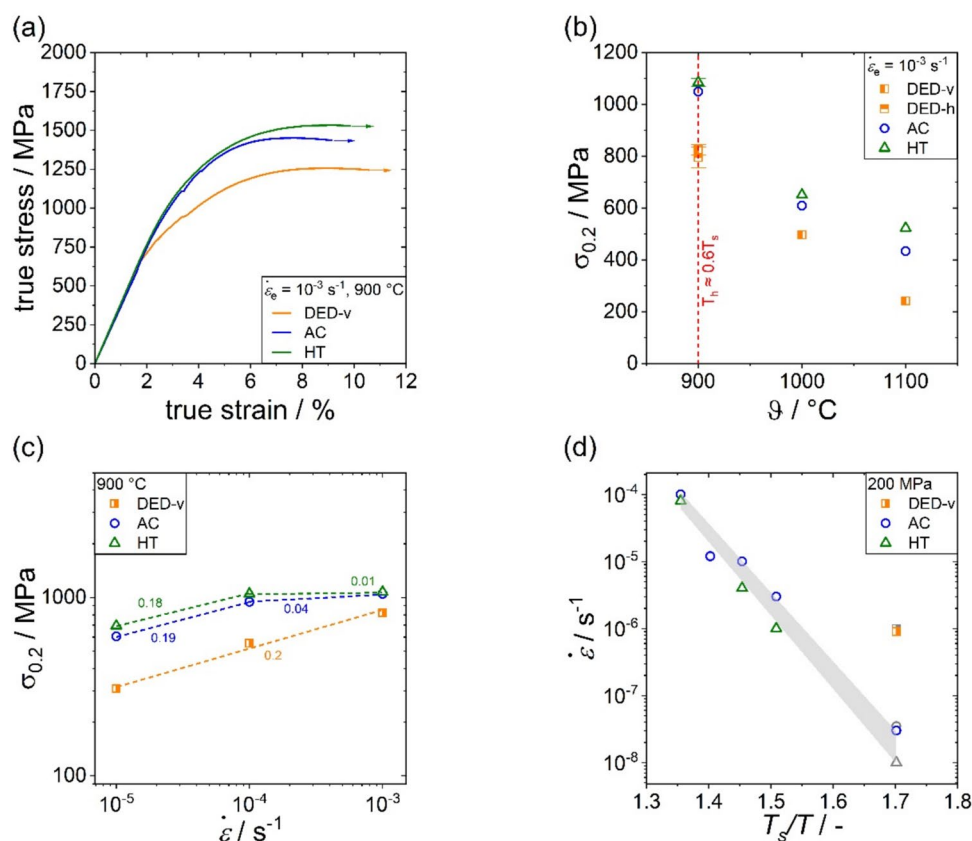 (a)
2000
1750
1500
1250
1000
750
500
250
0
true stress / MPa
0 2 4 6 8 10 12
true strain / %
ε̇ₑ = 10⁻³ s⁻¹, 900 °C
DED-v
AC
HT
(b)
1200
1000
800
600
400
200
0
σ₀.₂ / MPa
900 1000 1100
ϑ / °C
Tₕ ≈ 0.6Tₛ
ε̇ₑ = 10⁻³ s⁻¹
DED-v
DED-h
AC
HT
(c)
900 °C
DED-v
AC
HT
1000
100
σ₀.₂ / MPa
0.18
0.19
0.01
0.04
0.2
10⁻⁵ 10⁻⁴ 10⁻³
ε̇ / s⁻¹
(d)
200 MPa
DED-v
AC
HT
10⁻⁴
10⁻⁵
10⁻⁶
10⁻⁷
10⁻⁸
ε̇ / s⁻¹
1.3 1.4 1.5 1.6 1.7 1.8
Tₛ/T / -